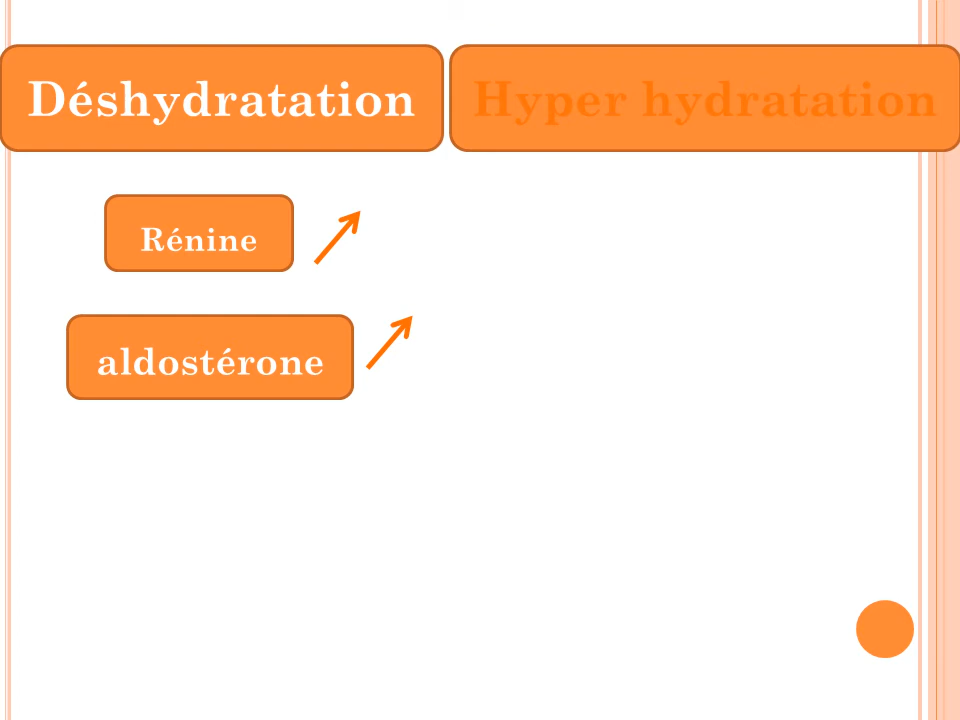 Déshydratation
Hyper hydratation
Rénine
aldostérone